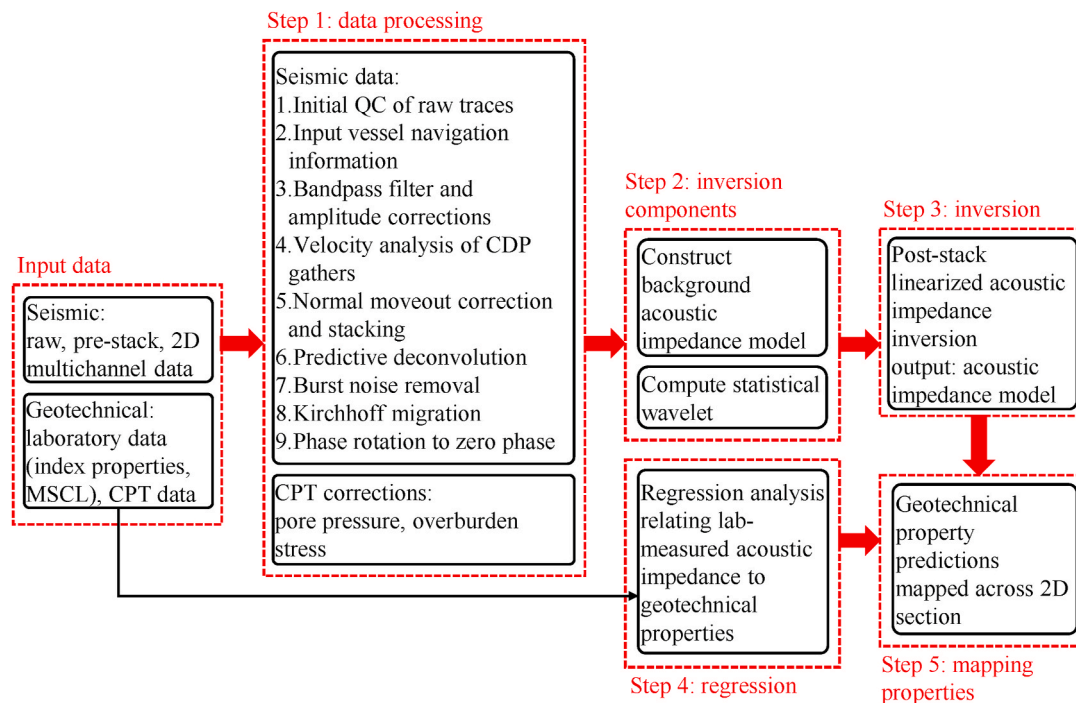 Input data
Seismic:
raw, pre-stack, 2D
multichannel data
Geotechnical:
laboratory data
(index properties,
MSCL), CPT data
Step 1: data processing
Seismic data:
1.Initial QC of raw traces
2.Input vessel navigation
information
3.Bandpass filter and
amplitude corrections
4.Velocity analysis of CDP
gathers
5.Normal moveout correction
and stacking
6.Predictive deconvolution
7.Burst noise removal
8.Kirchhoff migration
9.Phase rotation to zero phase
CPT corrections:
pore pressure, overburden
stress
Step 2: inversion
components
Construct
background
acoustic
impedance model
Compute statistical
wavelet
Step 3: inversion
Post-stack
linearized acoustic
impedance
inversion
output: acoustic
impedance model
Regression analysis
relating lab-
measured acoustic
impedance to
geotechnical
properties
Step 4: regression
Geotechnical
property
predictions
mapped across 2D
section
Step 5: mapping
properties